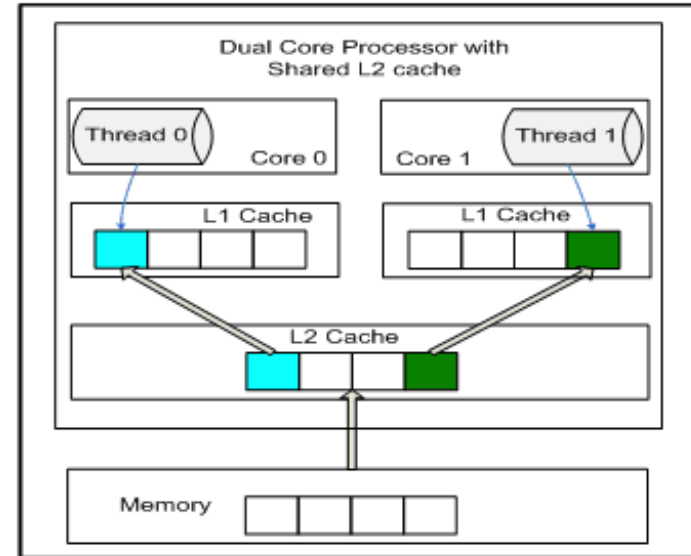 Dual Core Processor with
Shared L2 cache
Thread 0
Core 0
Thread 1
Core 1
L1 Cache
L1 Cache
L2 Cache
Memory